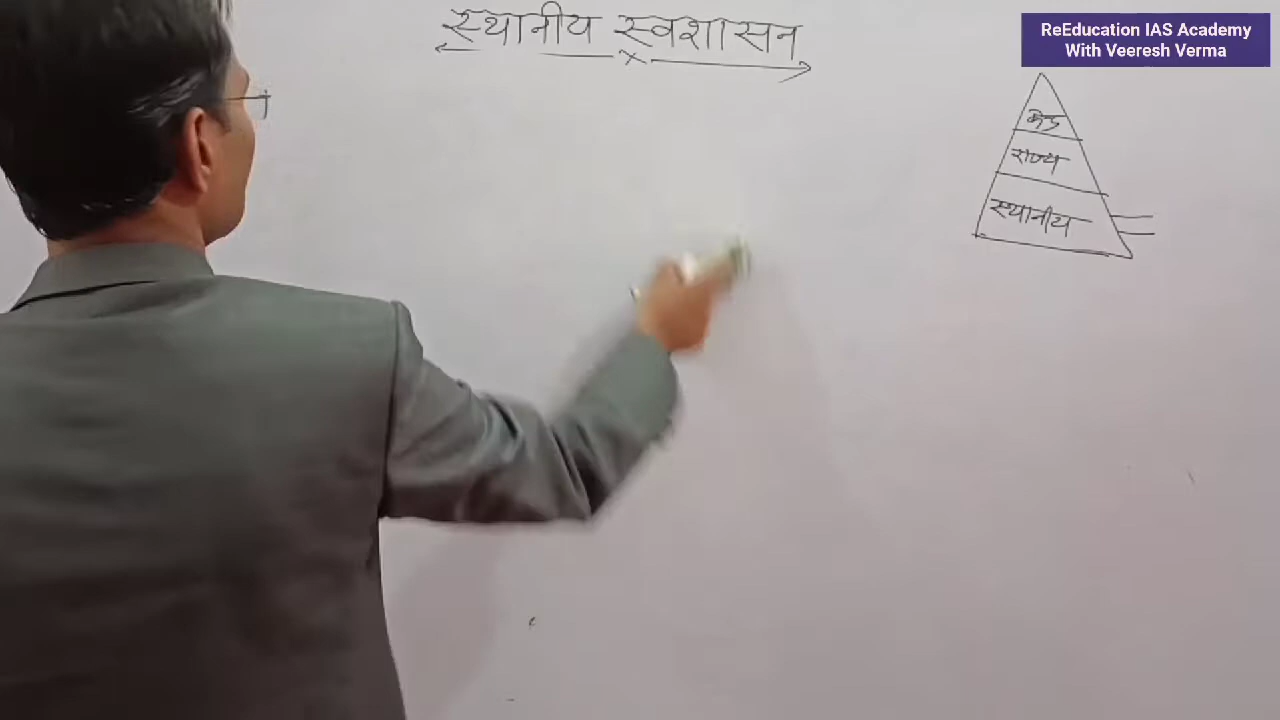 स्थानीय स्वशासन
ReEducation IAS Academy
With Veeresh Verma
केंद्र
राज्य
स्थानीय